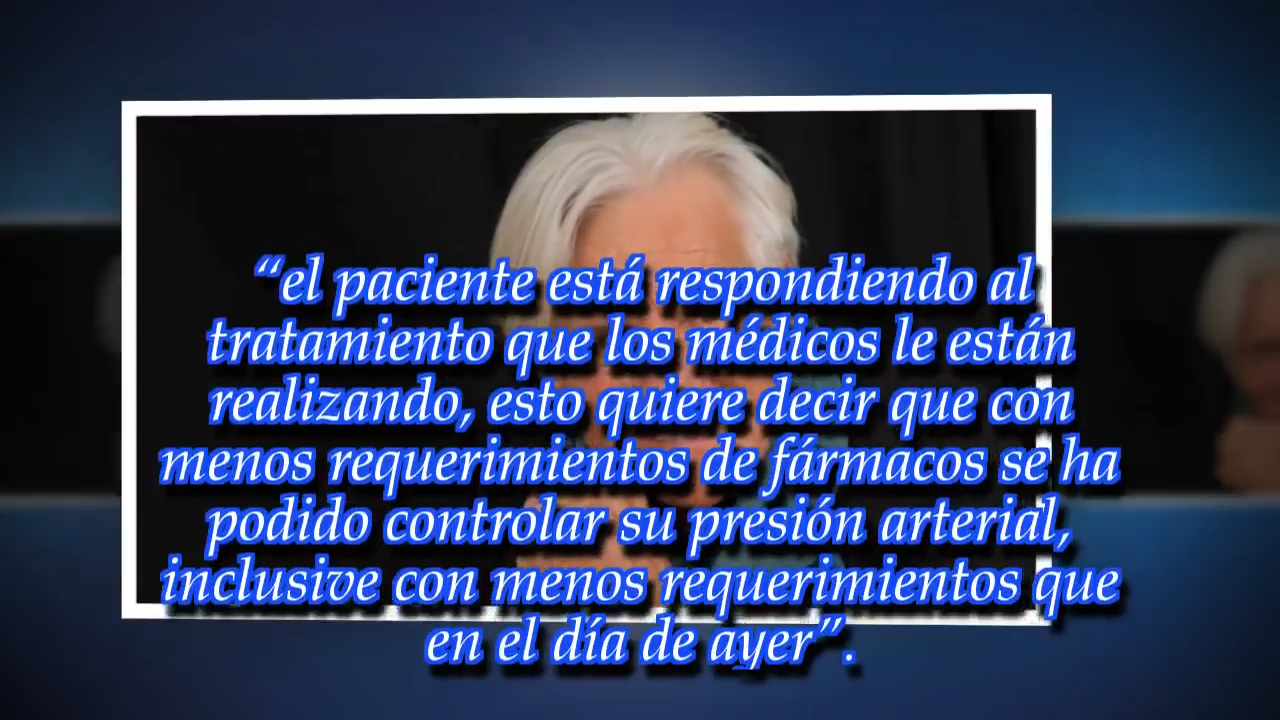 “el paciente está respondiendo al
tratamiento que los médicos le están
realizando, esto quiere decir que con
menos requerimientos de fármacos se ha
podido controlar su presión arterial,
inclusive con menos requerimientos que
en el día de ayer”.